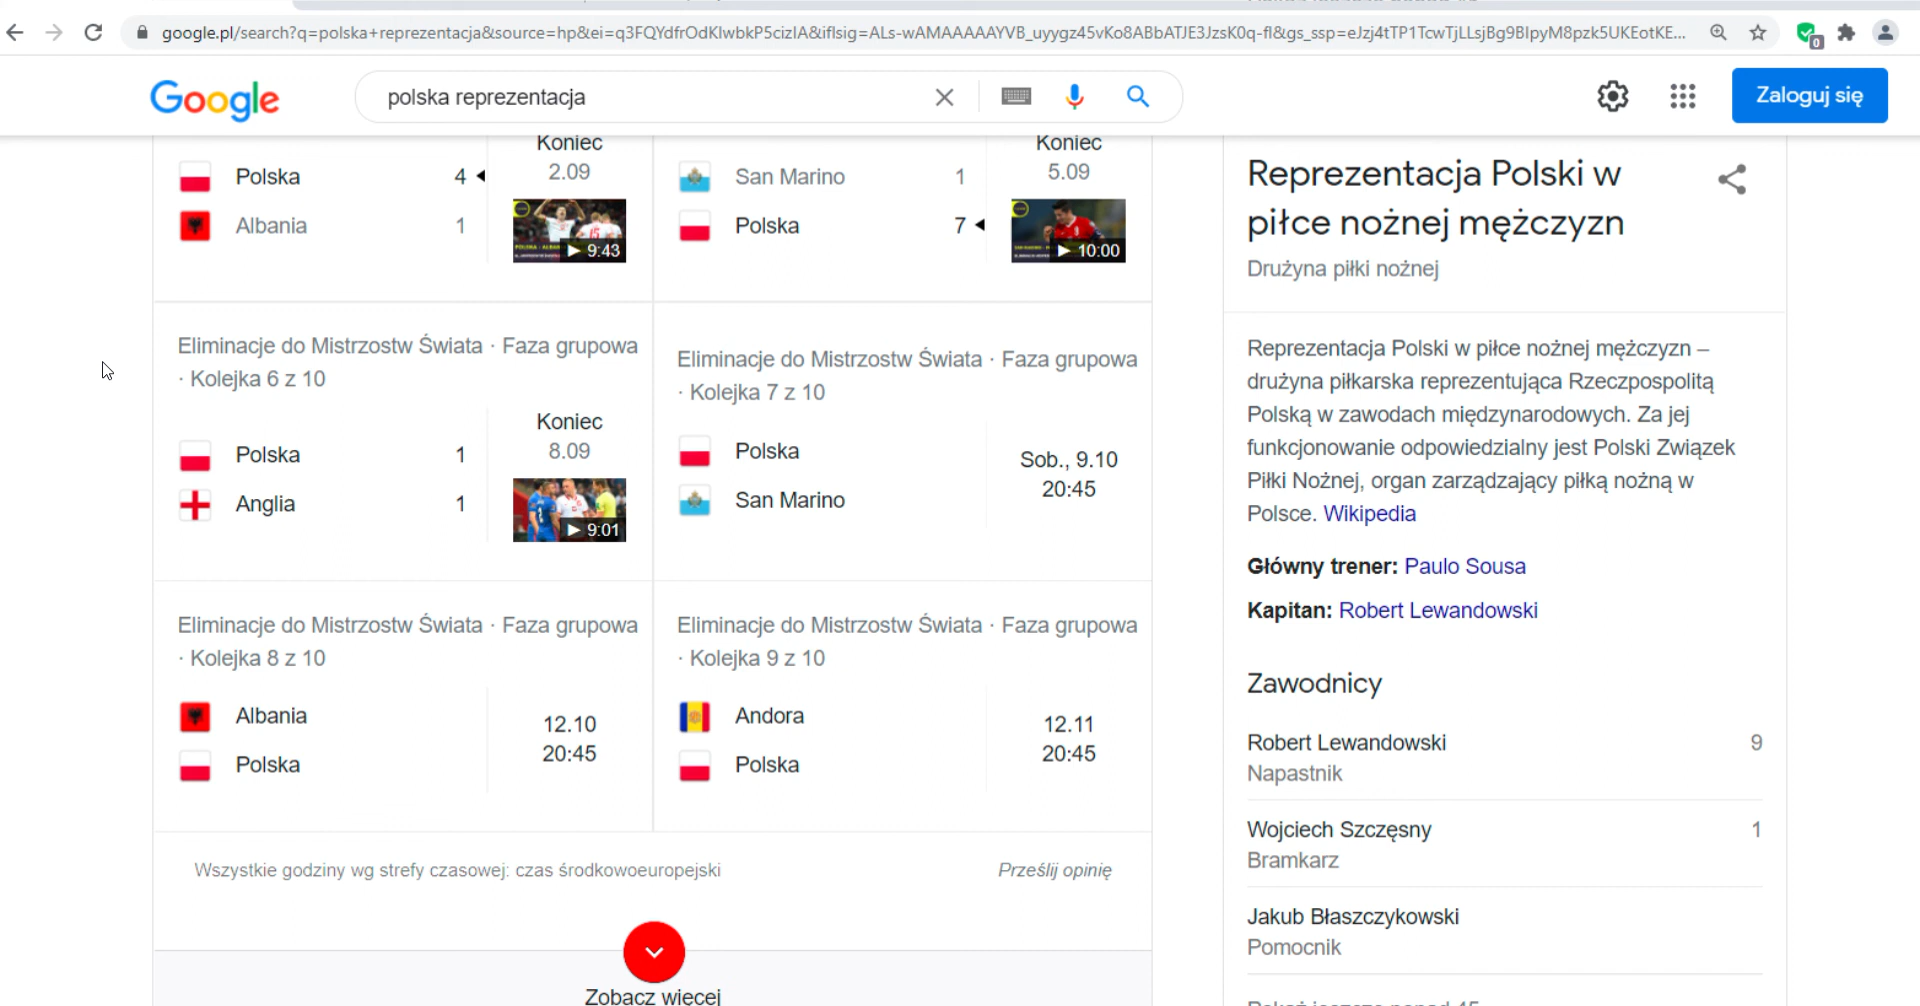 google.pl/search?q=polska+reprezentacja&source=hp&ei=q3FQYdfrOdKIwbkP5cizIA&iflsig=ALs-wAMAAAAAYVB_uyygz45vKo8ABbATJE3JzsK0q-fl&gs_ssp=eJzj4tTP1TcwTjLLsjBg9BIpyM8pzk5UKEotKE...
0
Google
polska reprezentacja
Zaloguj się
Polska 4
Albania 1
Koniec
2.09
9:43
San Marino 1
Polska 7
Koniec
5.09
10:00
Eliminacje do Mistrzostw Świata · Faza grupowa
· Kolejka 6 z 10
Polska 1
Anglia 1
Koniec
8.09
9:01
Eliminacje do Mistrzostw Świata · Faza grupowa
· Kolejka 7 z 10
Polska
San Marino
Sob., 9.10
20:45
Eliminacje do Mistrzostw Świata · Faza grupowa
· Kolejka 8 z 10
Albania
Polska
12.10
20:45
Eliminacje do Mistrzostw Świata · Faza grupowa
· Kolejka 9 z 10
Andora
Polska
12.11
20:45
Wszystkie godziny wg strefy czasowej: czas środkowoeuropejski
Prześlij opinię
Zobacz więcej
Reprezentacja Polski w
piłce nożnej mężczyzn
Drużyna piłki nożnej
Reprezentacja Polski w piłce nożnej mężczyzn –
drużyna piłkarska reprezentująca Rzeczpospolitą
Polską w zawodach międzynarodowych. Za jej
funkcjonowanie odpowiedzialny jest Polski Związek
Piłki Nożnej, organ zarządzający piłką nożną w
Polsce. Wikipedia
Główny trener: Paulo Sousa
Kapitan: Robert Lewandowski
Zawodnicy
Robert Lewandowski 9
Napastnik
Wojciech Szczęsny 1
Bramkarz
Jakub Błaszczykowski
Pomocnik